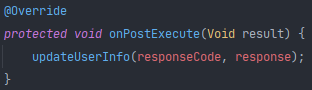 @Override
protected void onPostExecute(Void result) {
    updateUserInfo(responseCode, response);
}